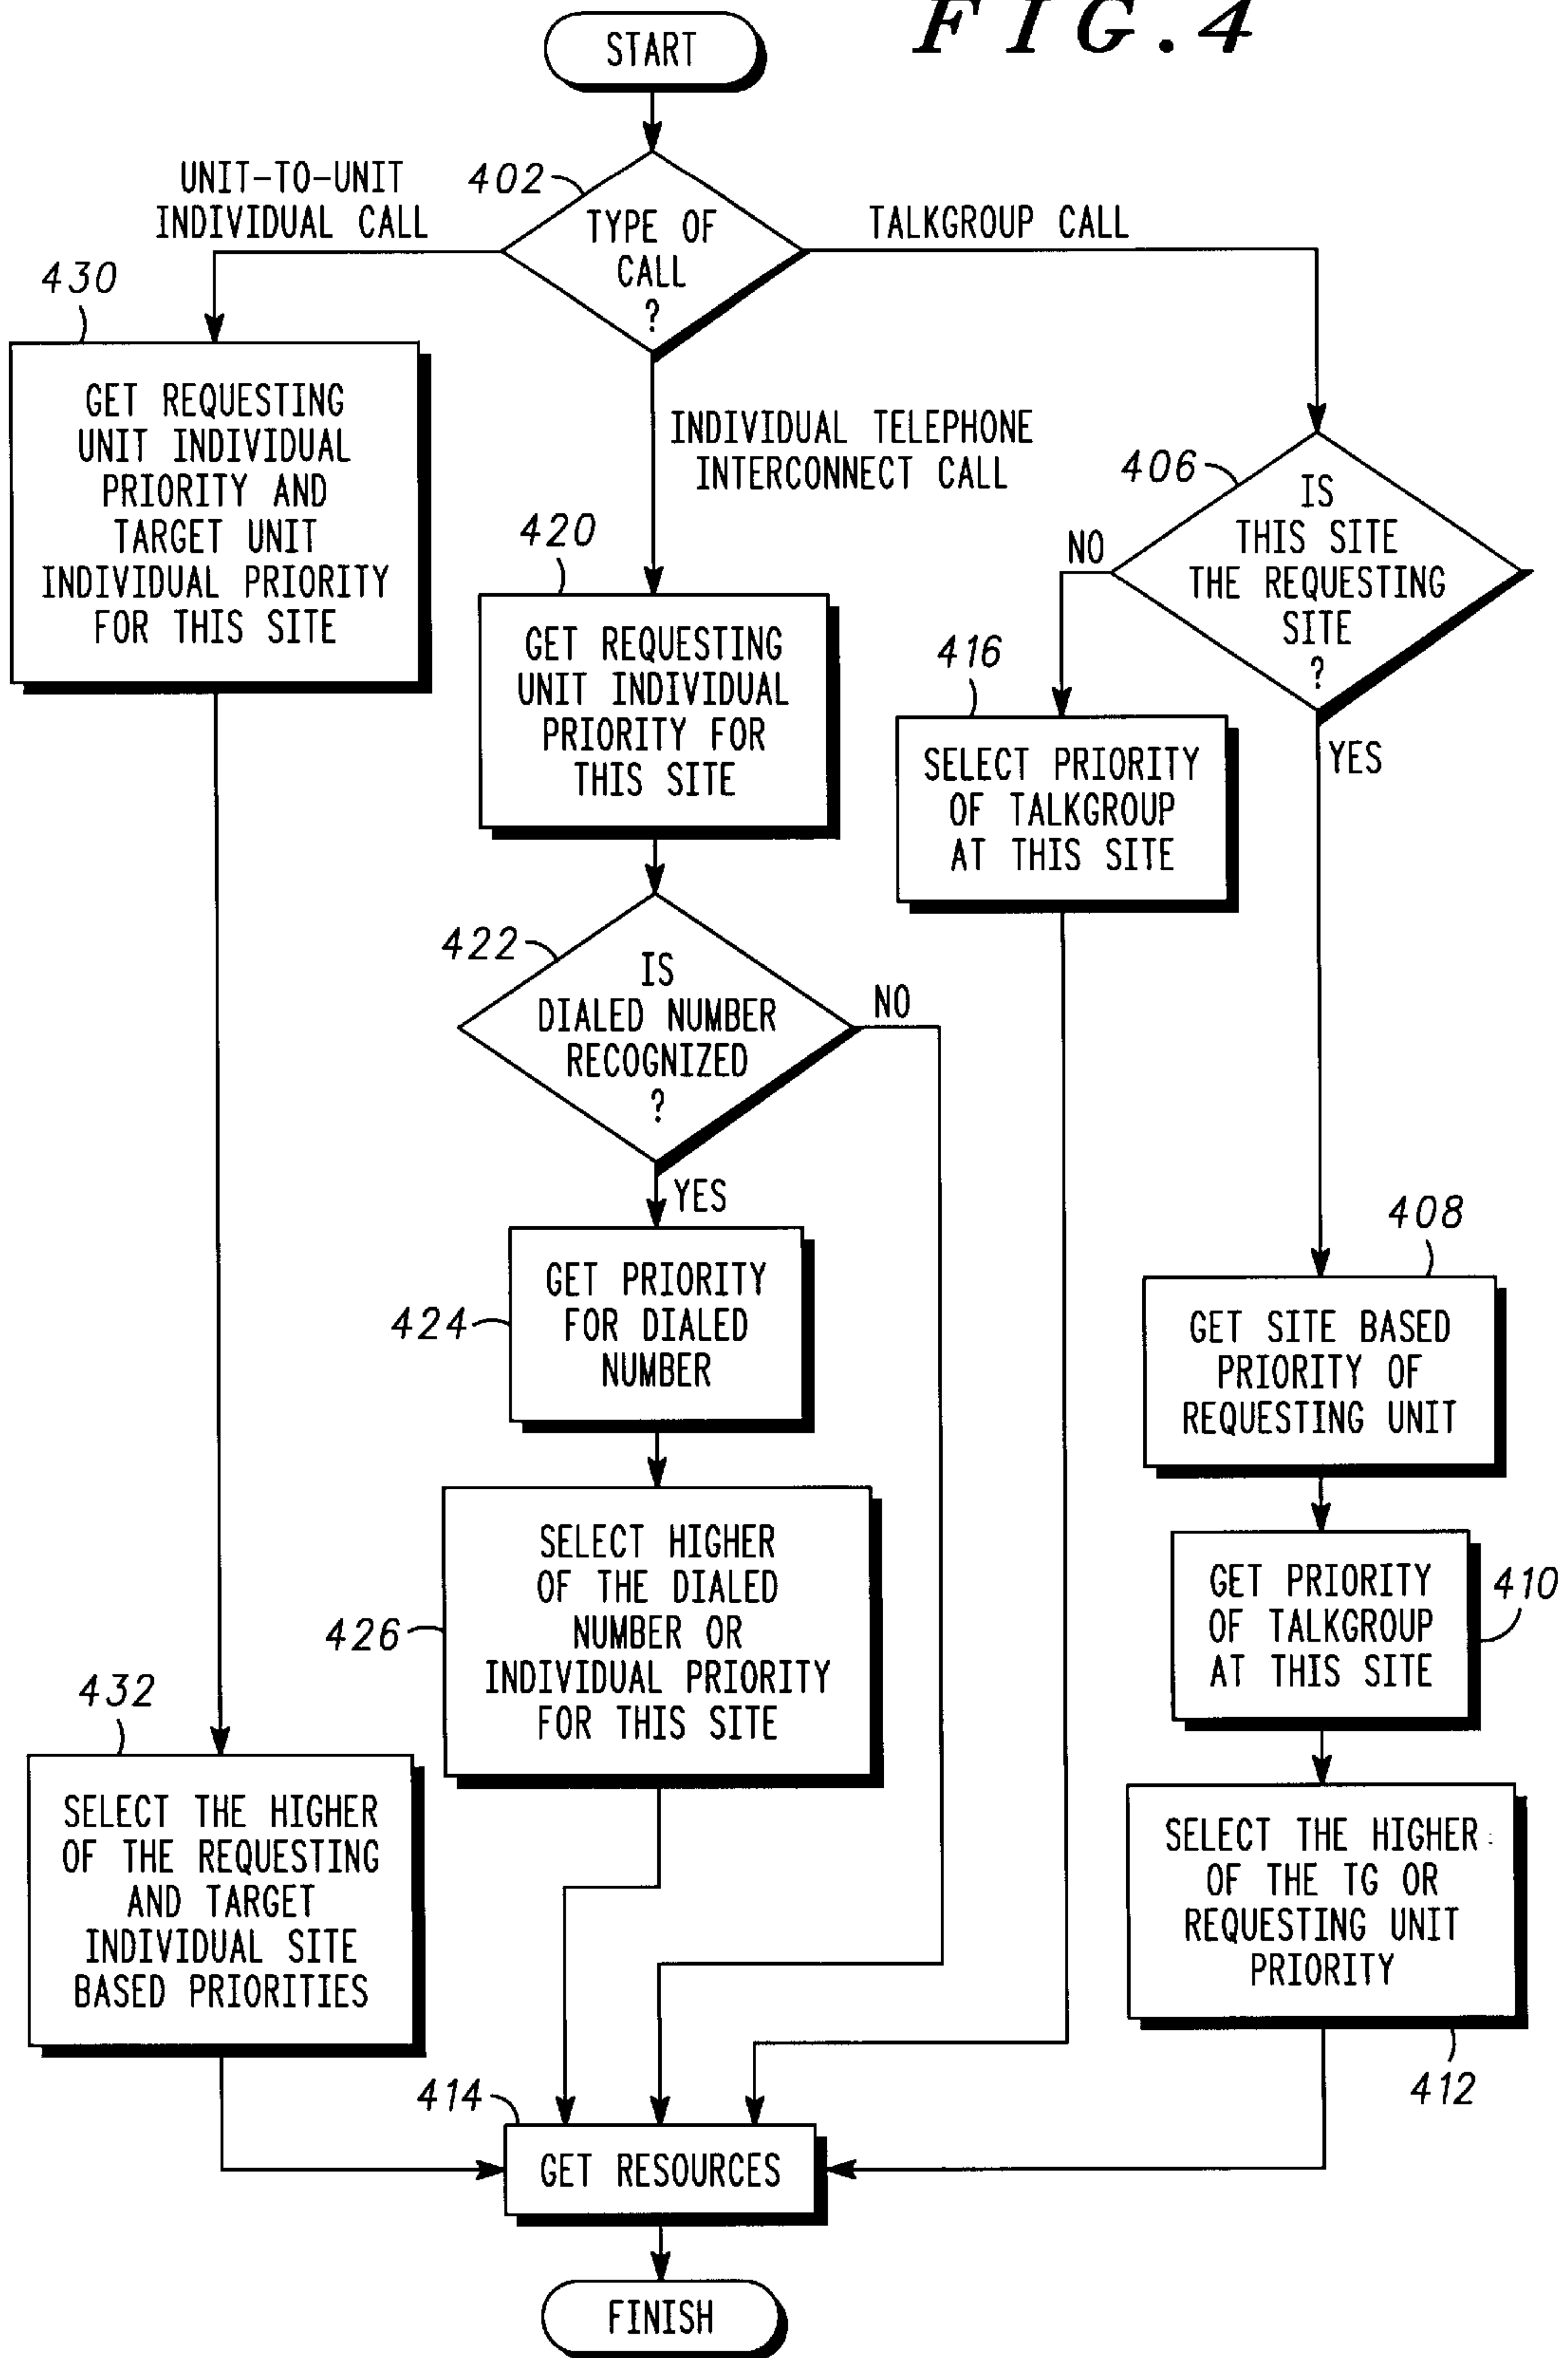 FIG.4
START
402
TYPE OF
CALL
?
UNIT-TO-UNIT
INDIVIDUAL CALL
TALKGROUP CALL
INDIVIDUAL TELEPHONE
INTERCONNECT CALL
430
GET REQUESTING
UNIT INDIVIDUAL
PRIORITY AND
TARGET UNIT
INDIVIDUAL PRIORITY
FOR THIS SITE
420
GET REQUESTING
UNIT INDIVIDUAL
PRIORITY FOR
THIS SITE
406
IS
THIS SITE
THE REQUESTING
SITE
?
NO
YES
416
SELECT PRIORITY
OF TALKGROUP
AT THIS SITE
422
IS
DIALED NUMBER
RECOGNIZED
?
NO
YES
424
GET PRIORITY
FOR DIALED
NUMBER
408
GET SITE BASED
PRIORITY OF
REQUESTING UNIT
426
SELECT HIGHER
OF THE DIALED
NUMBER OR
INDIVIDUAL PRIORITY
FOR THIS SITE
410
GET PRIORITY
OF TALKGROUP
AT THIS SITE
432
SELECT THE HIGHER
OF THE REQUESTING
AND TARGET
INDIVIDUAL SITE
BASED PRIORITIES
SELECT THE HIGHER
OF THE TG OR
REQUESTING UNIT
PRIORITY
412
414
GET RESOURCES
FINISH